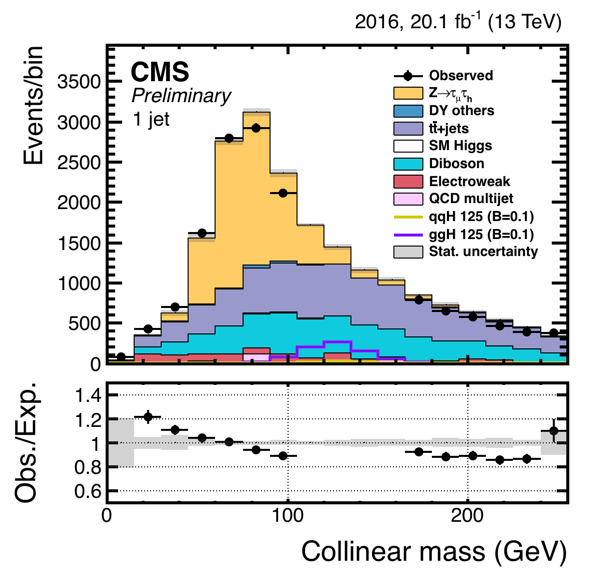 2016, 20.1 fb⁻¹ (13 TeV)
Events/bin
CMS
Preliminary
1 jet
Observed
Z→τμτh
DY others
tt̄+jets
SM Higgs
Diboson
Electroweak
QCD multijet
qqH 125 (B=0.1)
ggH 125 (B=0.1)
Stat. uncertainty
3500
3000
2500
2000
1500
1000
500
0
Obs./Exp.
1.4
1.2
1
0.8
0.6
0 100 200
Collinear mass (GeV)